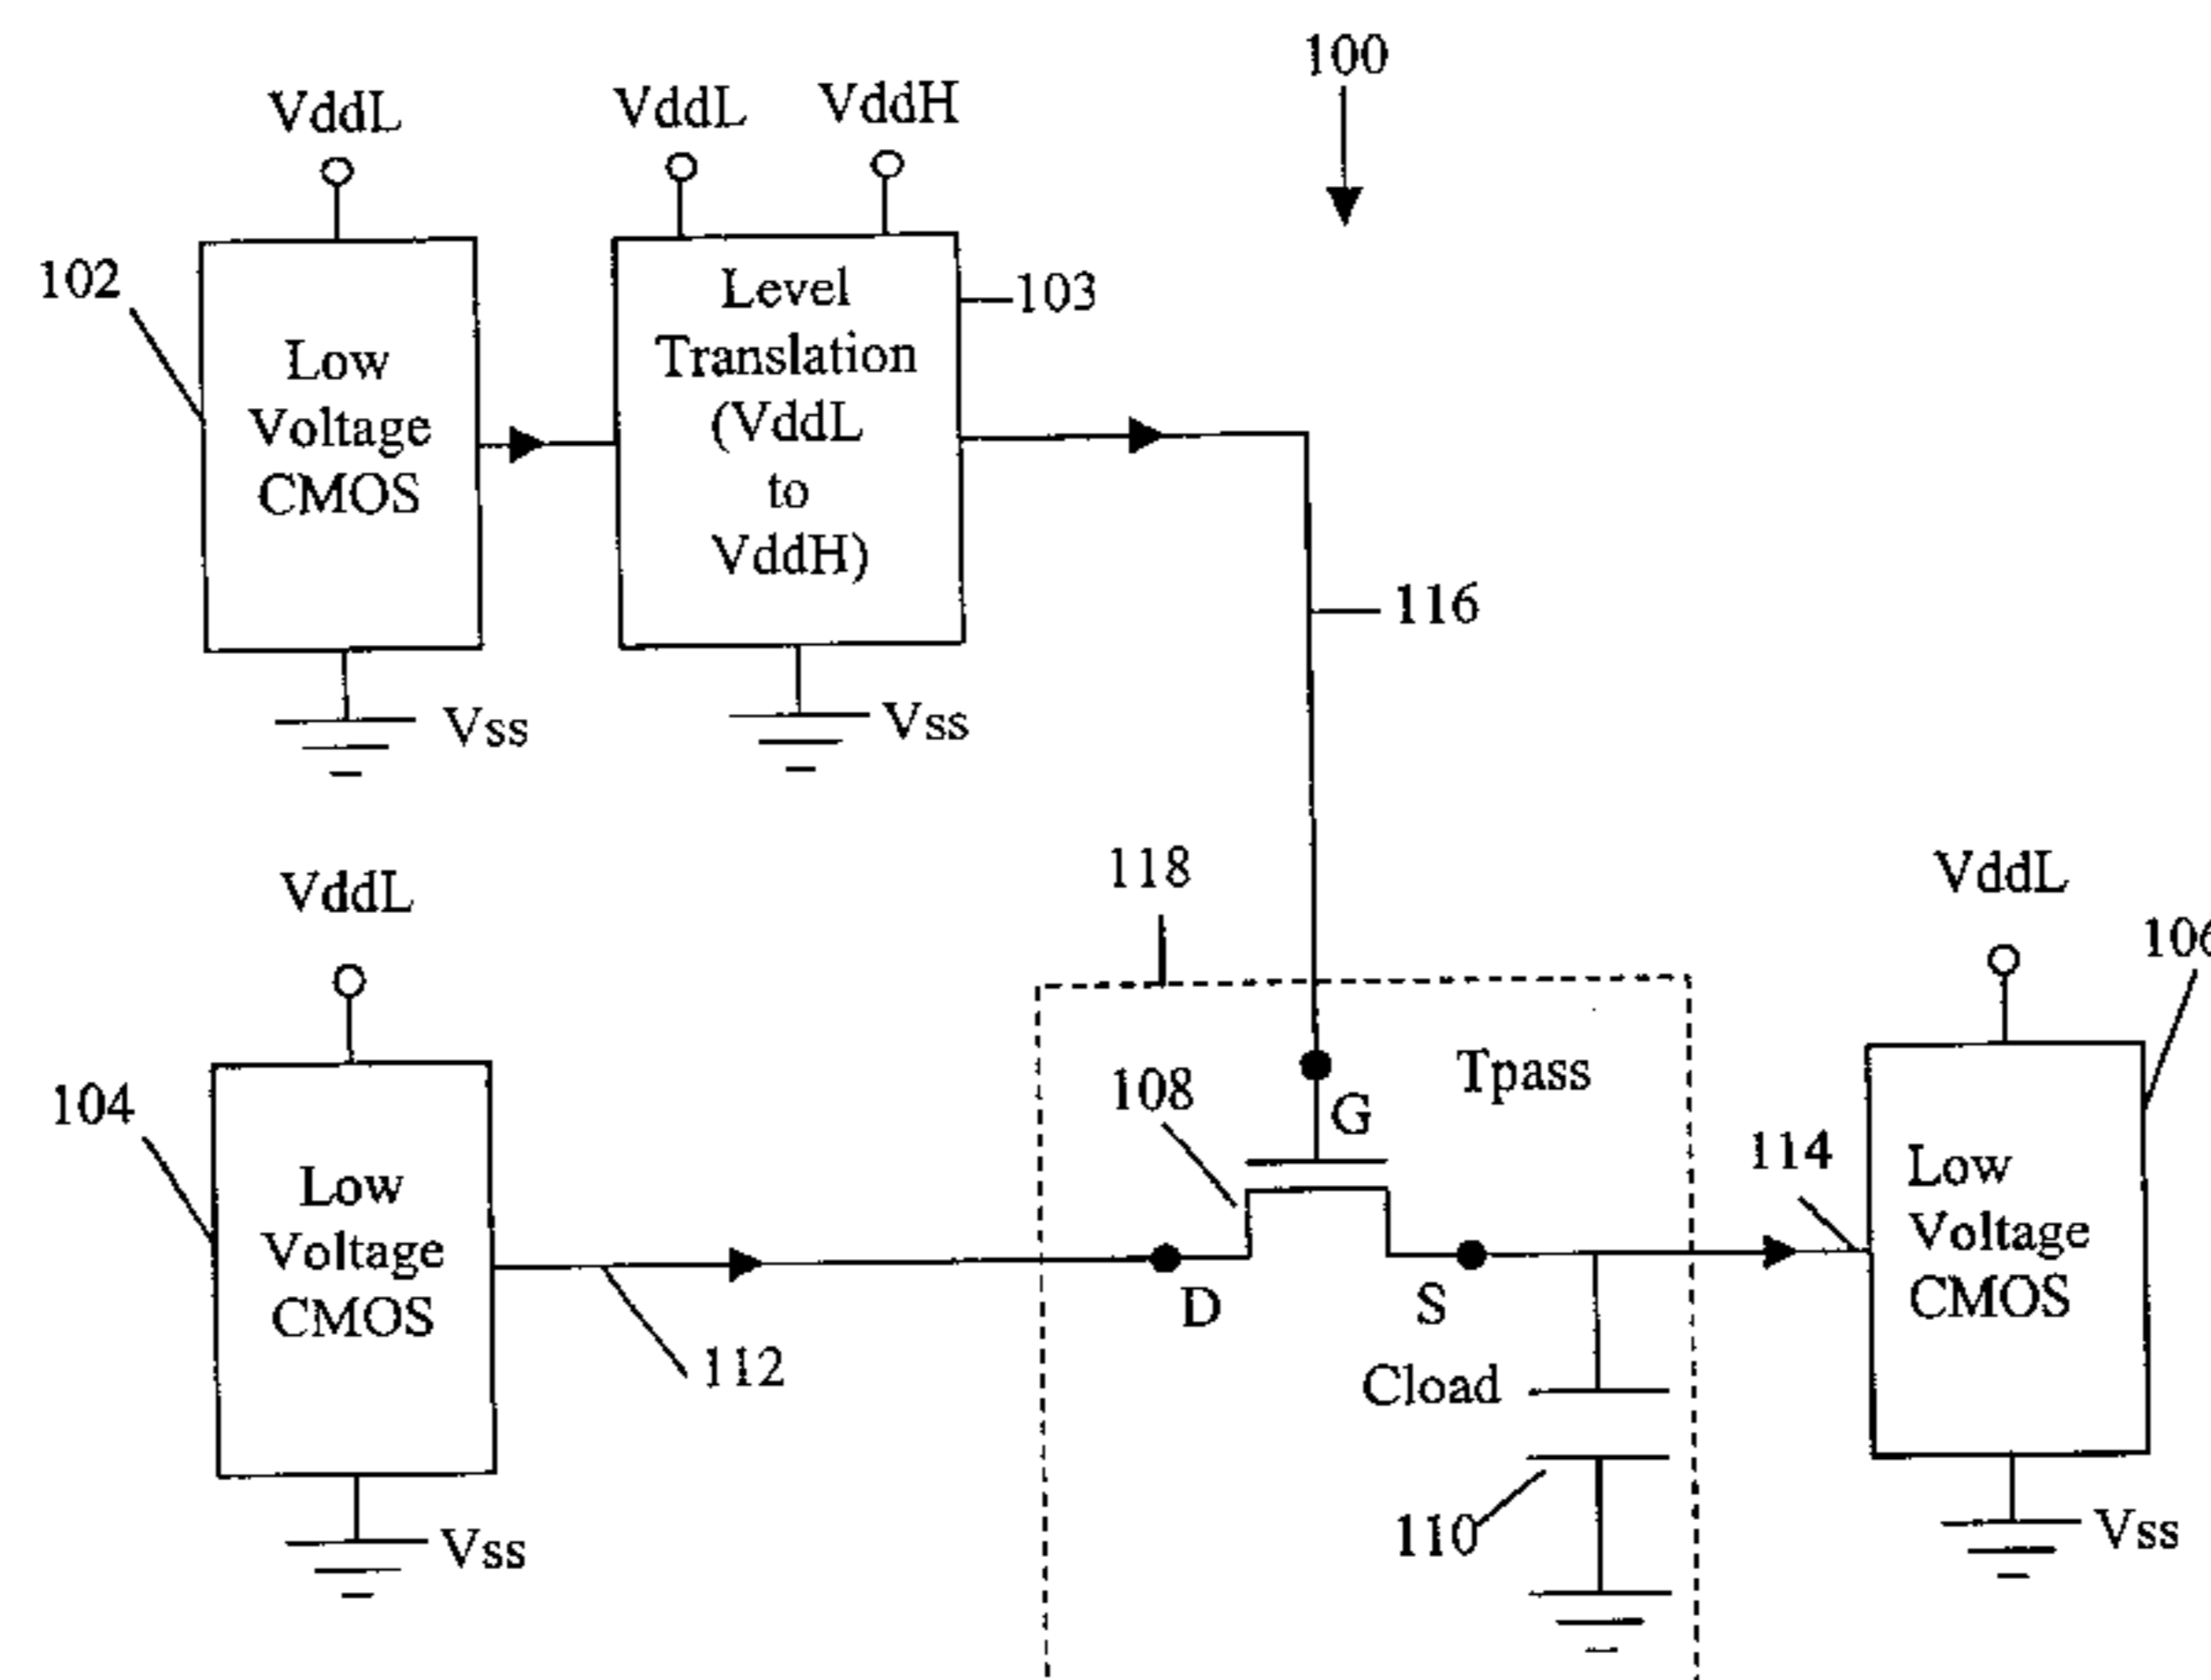 100
VddL
VddL
VddH
102
Low
Voltage
CMOS
Level
Translation
(VddL
to
VddH)
103
116
Vss
Vss
118
VddL
VddL
106
104
Low
Voltage
CMOS
112
108
G
Tpass
D
S
114
Low
Voltage
CMOS
Cload
110
Vss
Vss